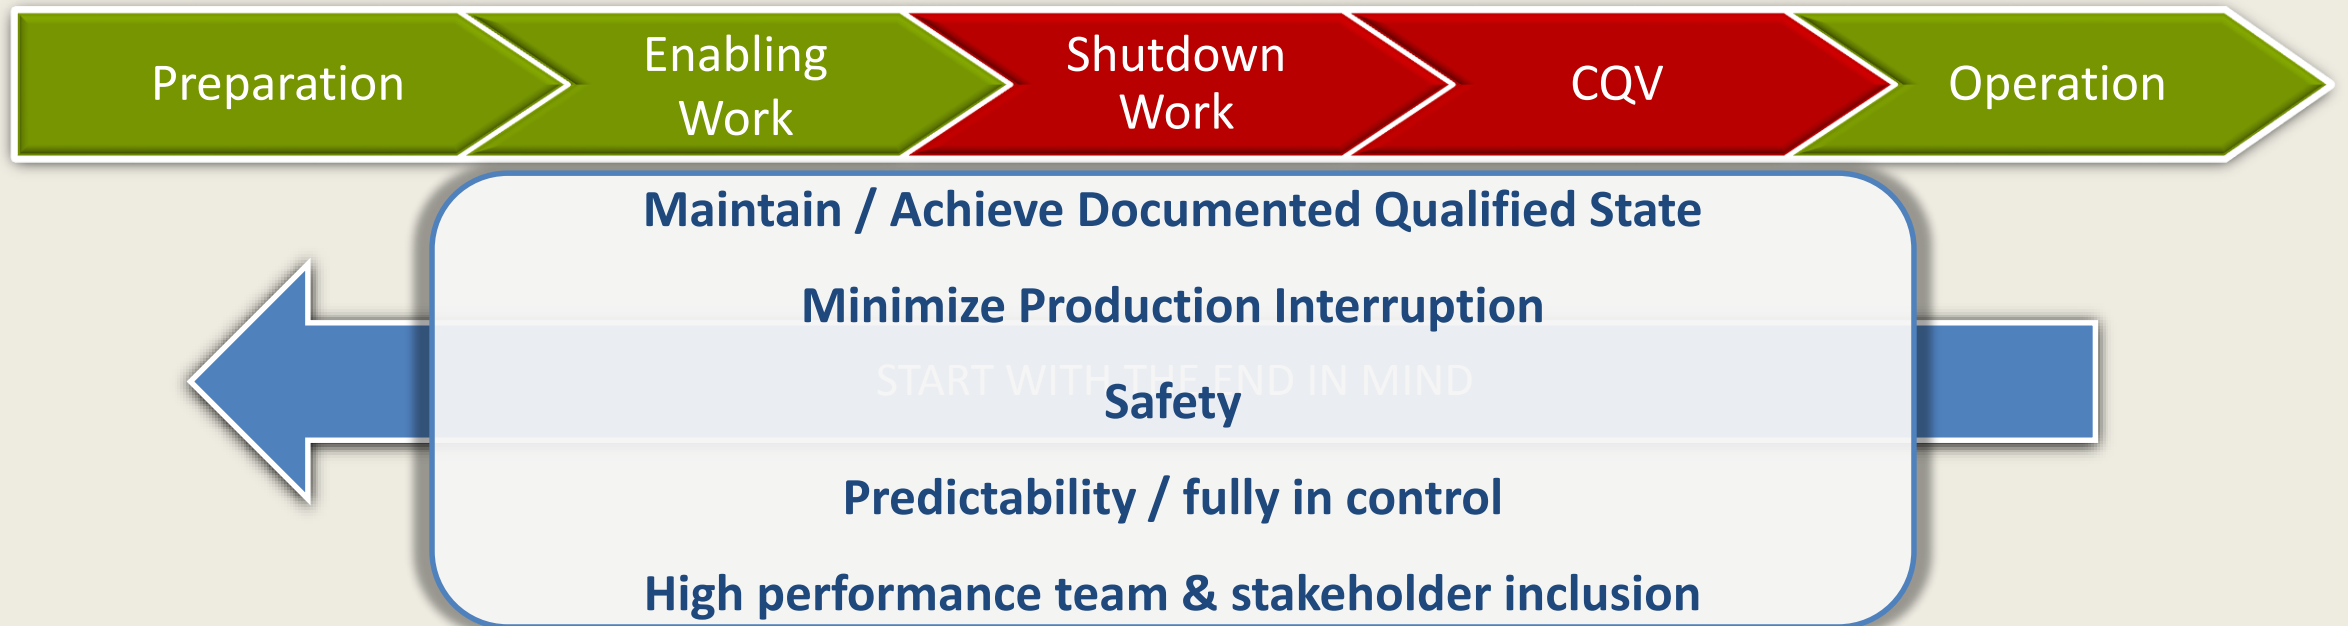 Preparation
Enabling
Work
Shutdown
Work
CQV
Operation
Maintain / Achieve Documented Qualified State
Minimize Production Interruption
START WITH THE END IN MIND
Safety
Predictability / fully in control
High performance team & stakeholder inclusion